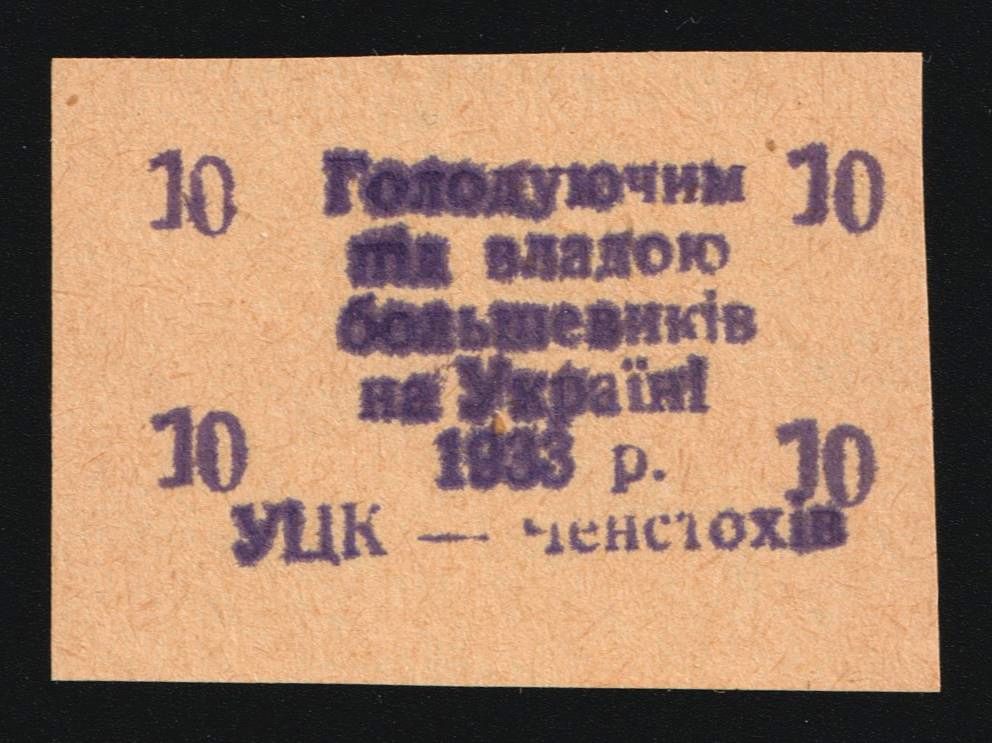 10 Голодуючим 10
під владою
большевиків
на Україні
10 1933 р. 10
УЦК — Ченстохів